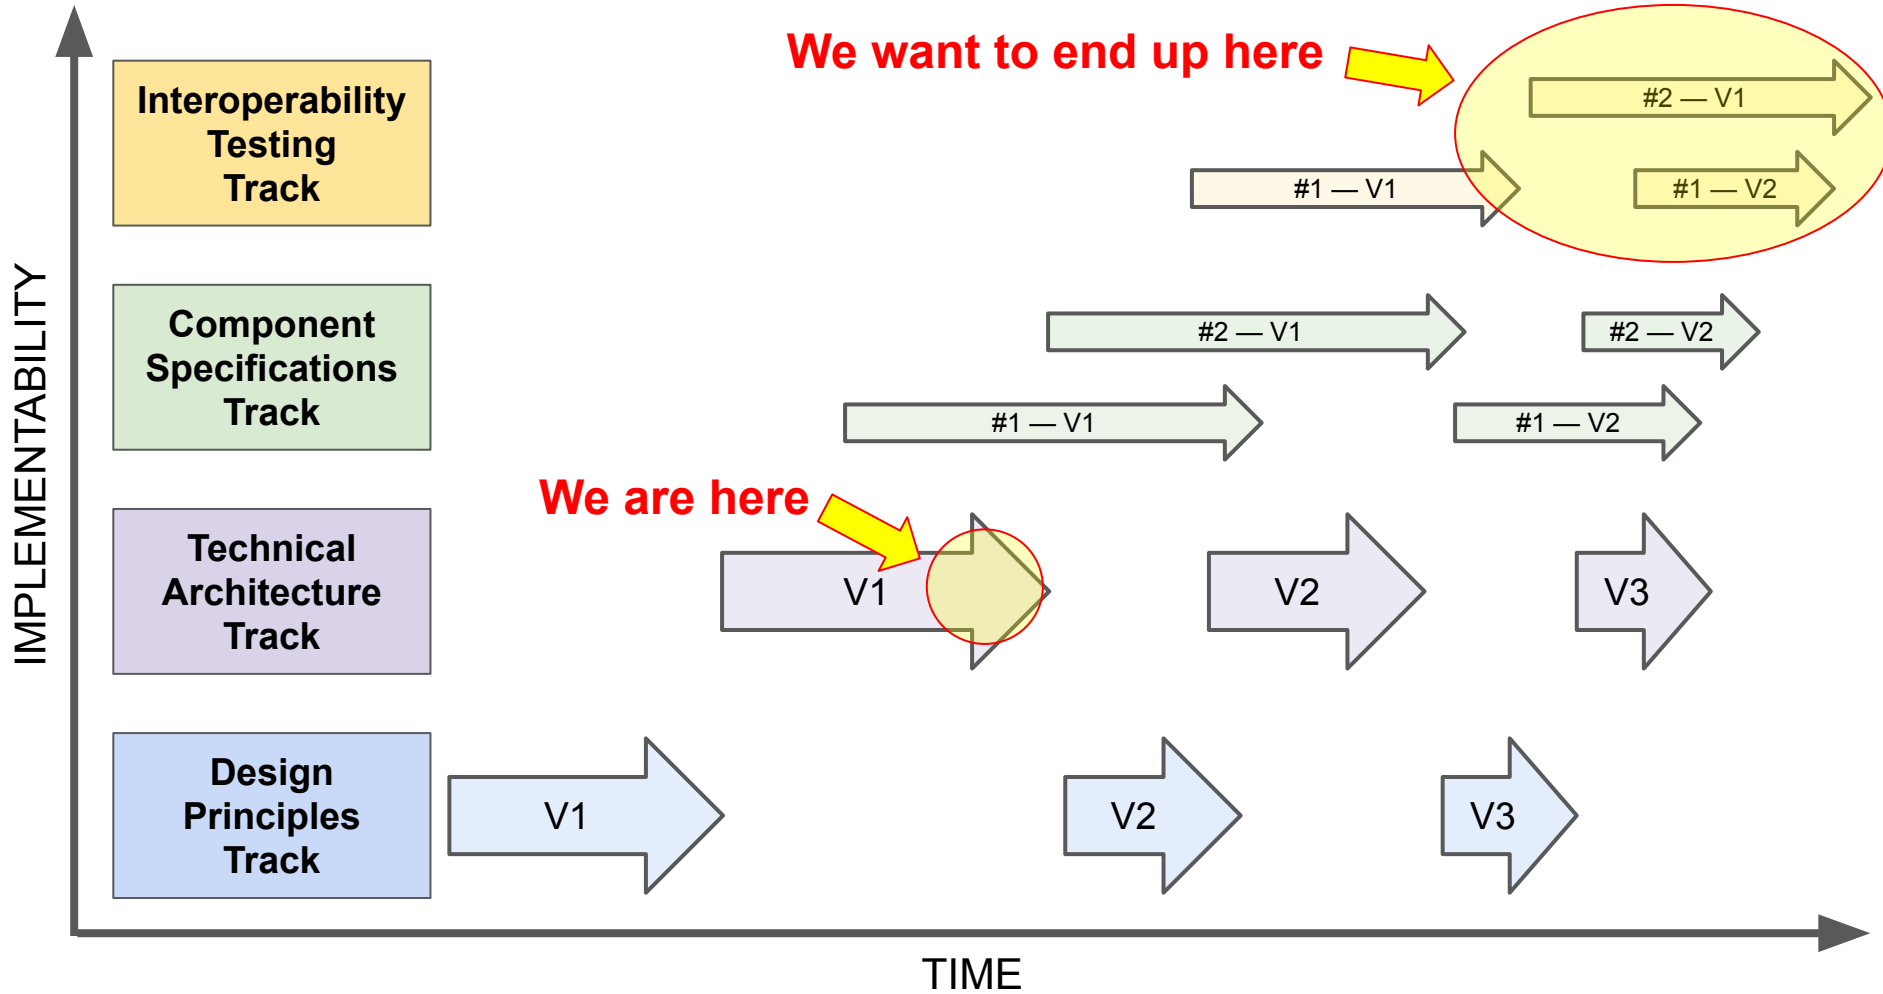 We want to end up here
Interoperability
Testing
Track
#2 — V1
#1 — V1
#1 — V2
Component
Specifications
Track
#2 — V1
#2 — V2
#1 — V1
#1 — V2
We are here
Technical
Architecture
Track
V1
V2
V3
Design
Principles
Track
V1
V2
V3
IMPLEMENTABILITY
TIME